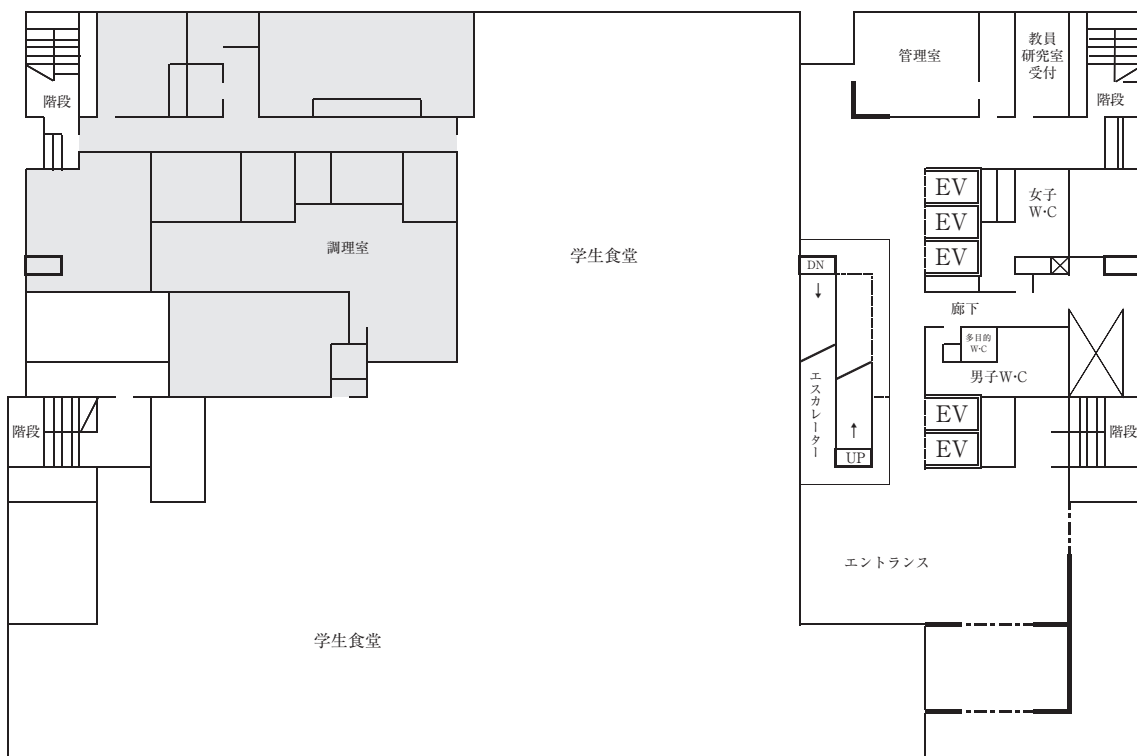 管理室
教員
研究室
受付
階段
階段
EV
EV
EV
女子
W・C
調理室
学生食堂
DN
↓
廊下
多目的
W・C
男子W・C
エスカレーター
↑
UP
EV
EV
階段
階段
エントランス
学生食堂